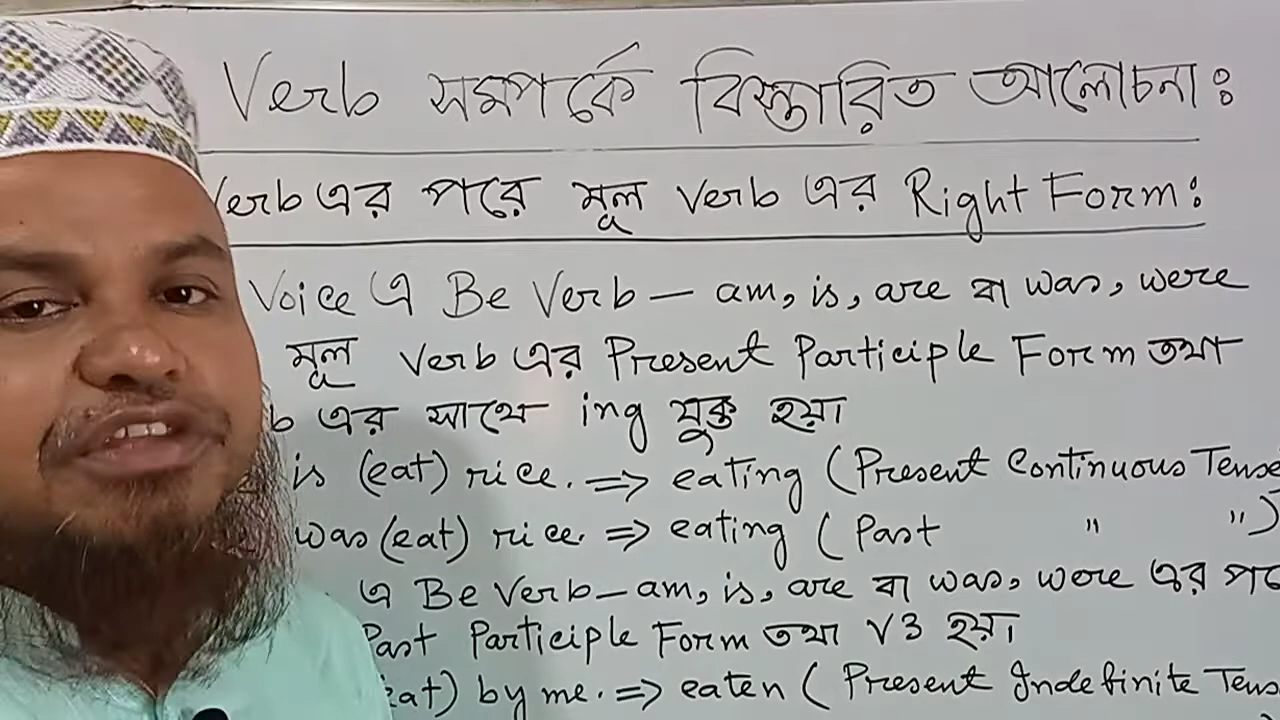 Verb সম্পর্কে বিস্তারিত আলোচনাঃ
Verb এর পরে মূল Verb এর Right Form:
Voice এ Be Verb — am, is, are বা was, were
মূল Verb এর Present Participle Form তথা
এর সাথে ing যুক্ত হয়।
is (eat) rice. ⇒ eating (Present Continuous Tense
was (eat) rice. ⇒ eating ( Past " ")
এ Be Verb – am, is, are বা was, were এর
Past Participle Form তথা V3 হয়।
(eat) by me. ⇒ eaten ( Present Indefinite